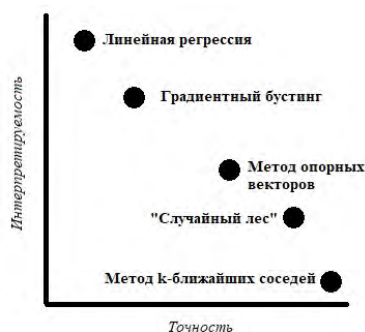 Линейная регрессия
Градиентный бустинг
Метод опорных
векторов
"Случайный лес"
Метод k-ближайших соседей
Интерпретируемость
Точность